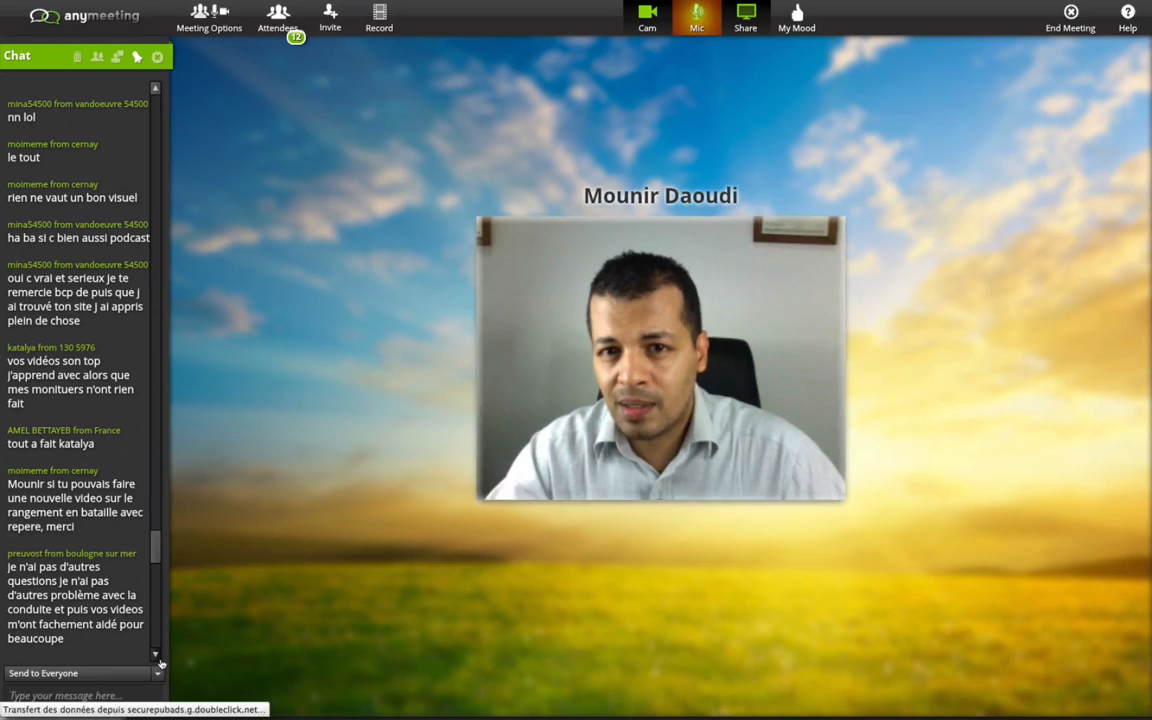 anymeeting
Meeting Options
Attendees
12
Invite
Record
Cam
Mic
Share
My Mood
End Meeting
Help
Chat
mina54500 from vandoeuvre 54500
nn lol
moimeme from cernay
le tout
moimeme from cernay
rien ne vaut un bon visuel
mina54500 from vandoeuvre 54500
ha ba si c bien aussi podcast
mina54500 from vandoeuvre 54500
oui c vrai et serieux je te
remercie bcp de puis que j
ai trouvé ton site j ai appris
plein de chose
katalya from 130 5976
vos vidéos son top
j'apprend avec alors que
mes monituers n'ont rien
fait
AMEL BETTAYEB from France
tout a fait katalya
moimeme from cernay
Mounir si tu pouvais faire
une nouvelle video sur le
rangement en bataille avec
repere, merci
preuvost from boulogne sur mer
je n'ai pas d'autres
questions je n'ai pas
d'autres problème avec la
conduite et puis vos videos
m'ont fachement aidé pour
beaucoupe
Send to Everyone
Type your message here...
Transfert des données depuis securepubads.g.doubleclick.net...
Mounir Daoudi